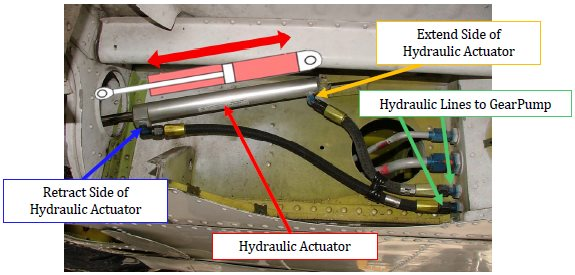 Extend Side of
Hydraulic Actuator
Hydraulic Lines to GearPump
Retract Side of
Hydraulic Actuator
Hydraulic Actuator